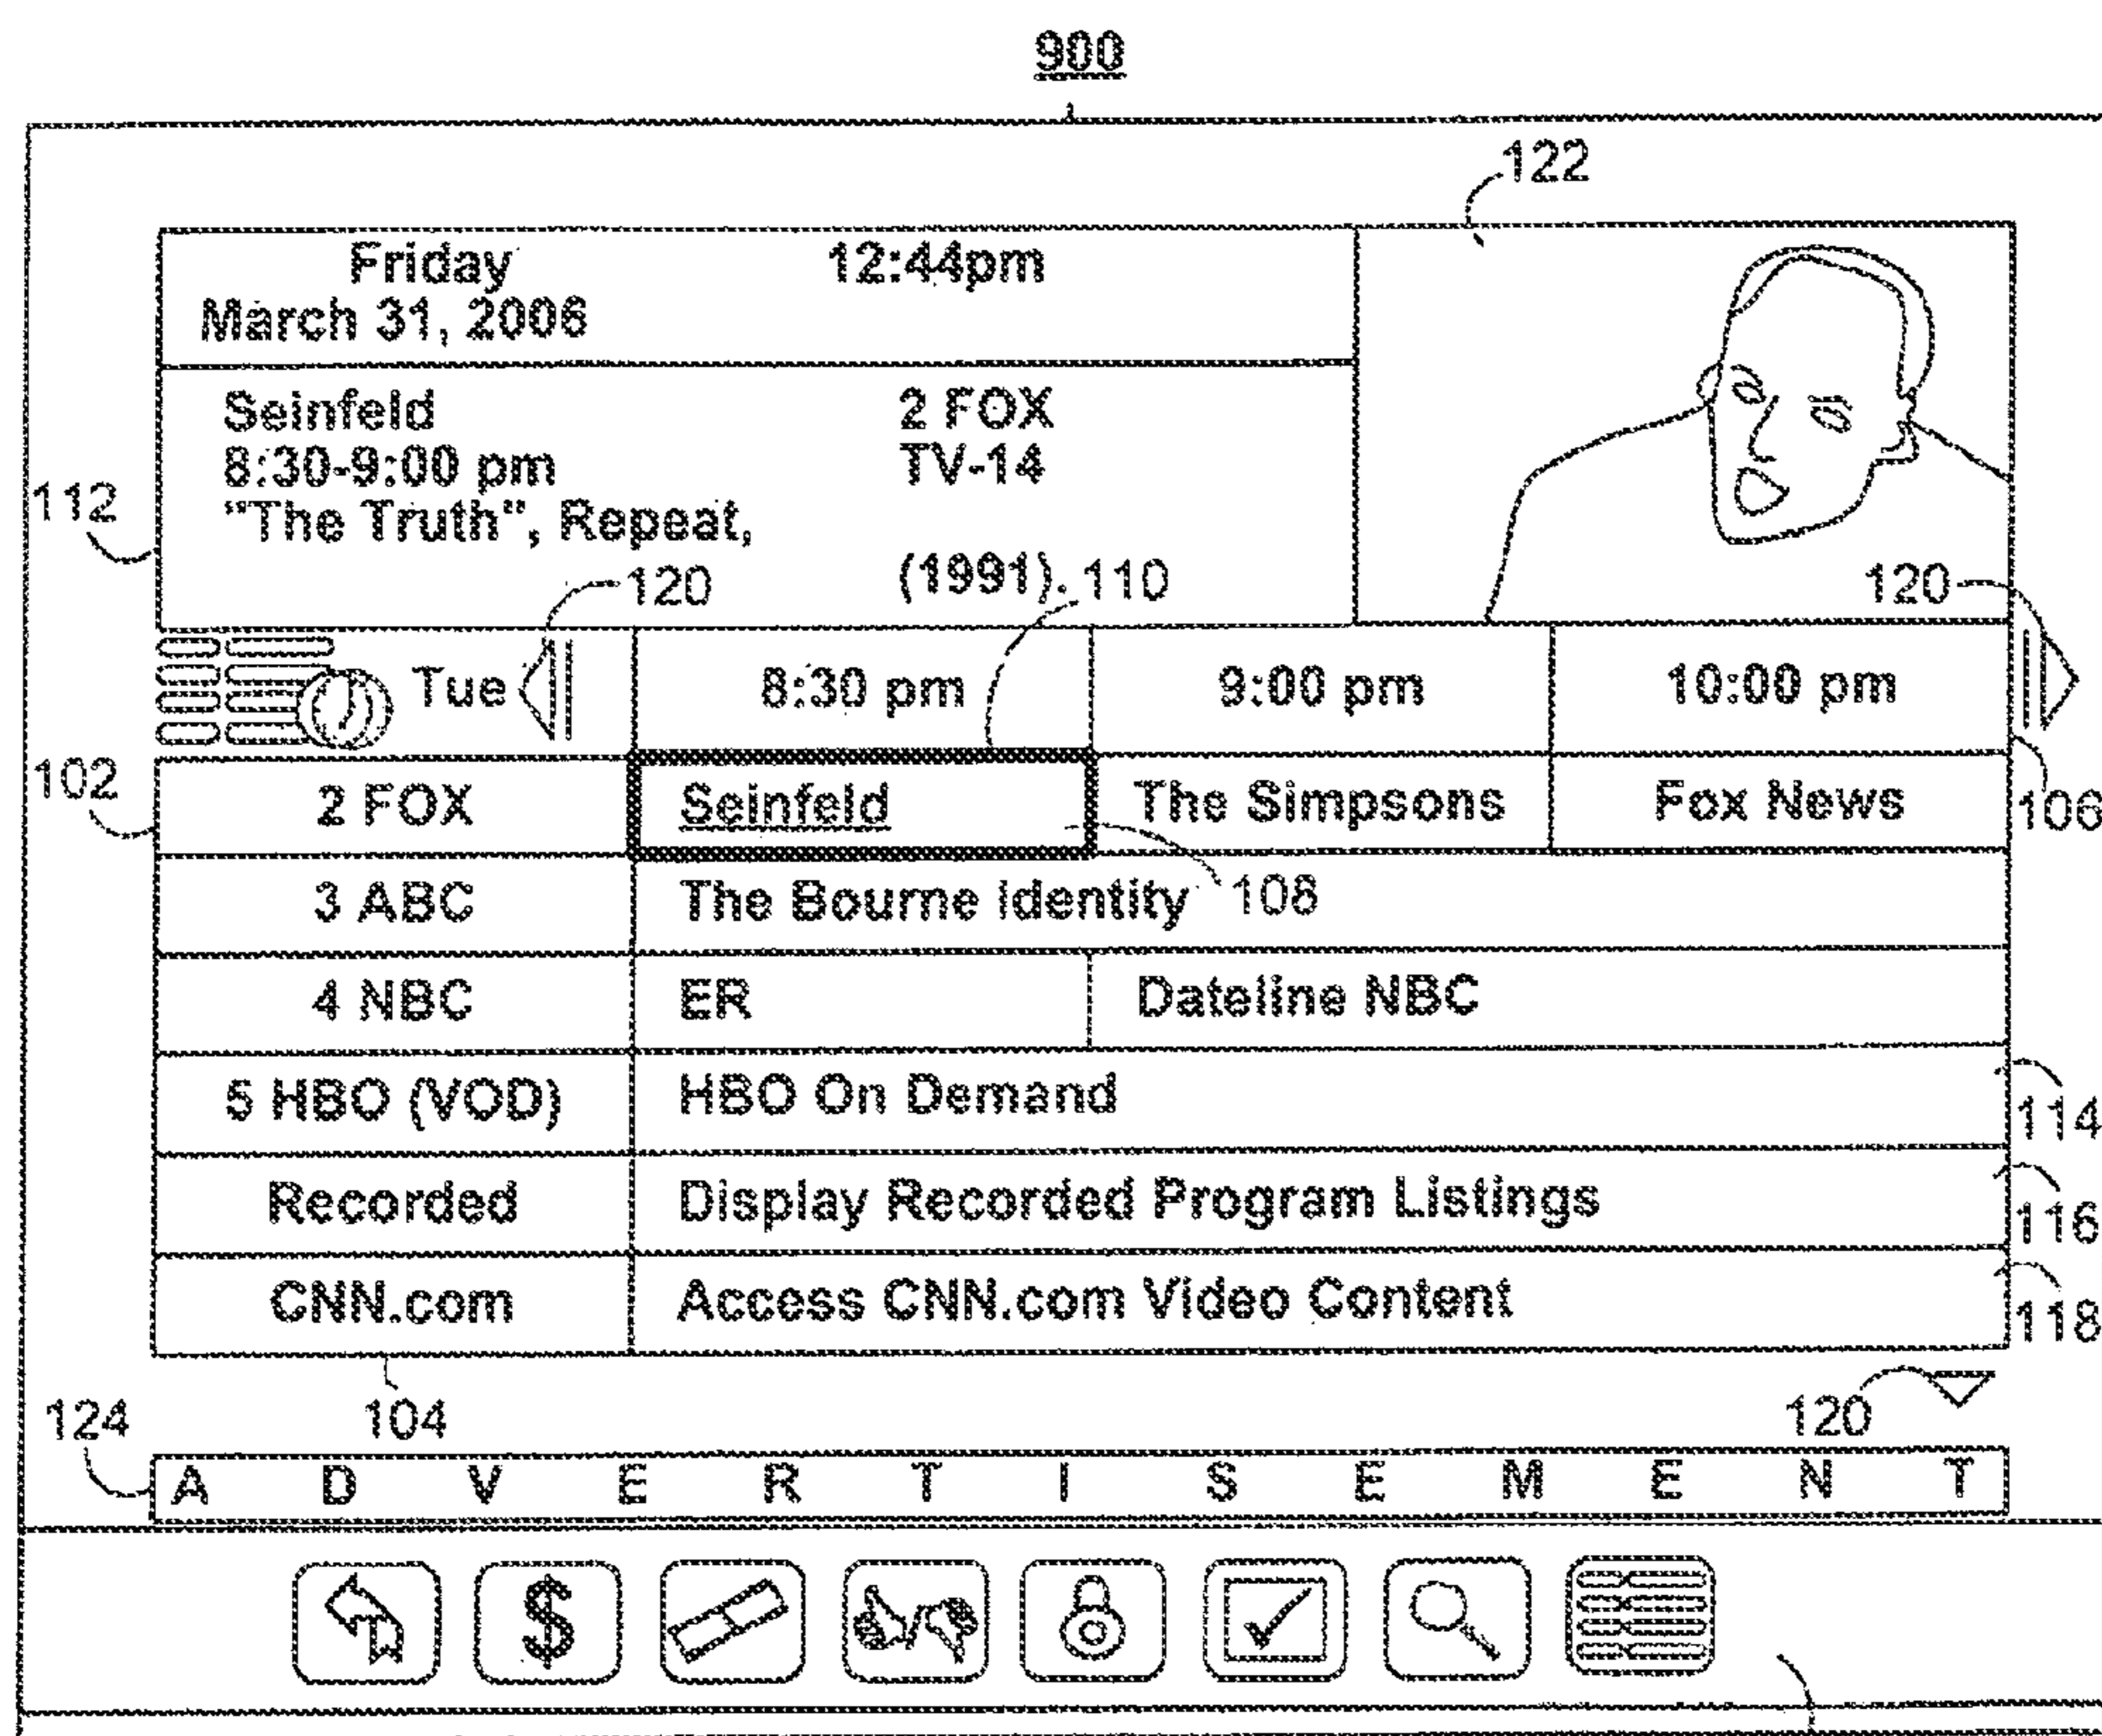 900
122
Friday 12:44pm
March 31, 2006
Seinfeld 2 FOX
8:30-9:00 pm TV-14
112
"The Truth", Repeat,
(1991). 110
120
120
Tue 8:30 pm 9:00 pm 10:00 pm
102
2 FOX Seinfeld The Simpsons Fox News
106
3 ABC The Bourne Identity 108
4 NBC ER Dateline NBC
5 HBO (VOD) HBO On Demand
114
Recorded Display Recorded Program Listings
116
CNN.com Access CNN.com Video Content
118
124 104 120
A D V E R T I S E M E N T
$